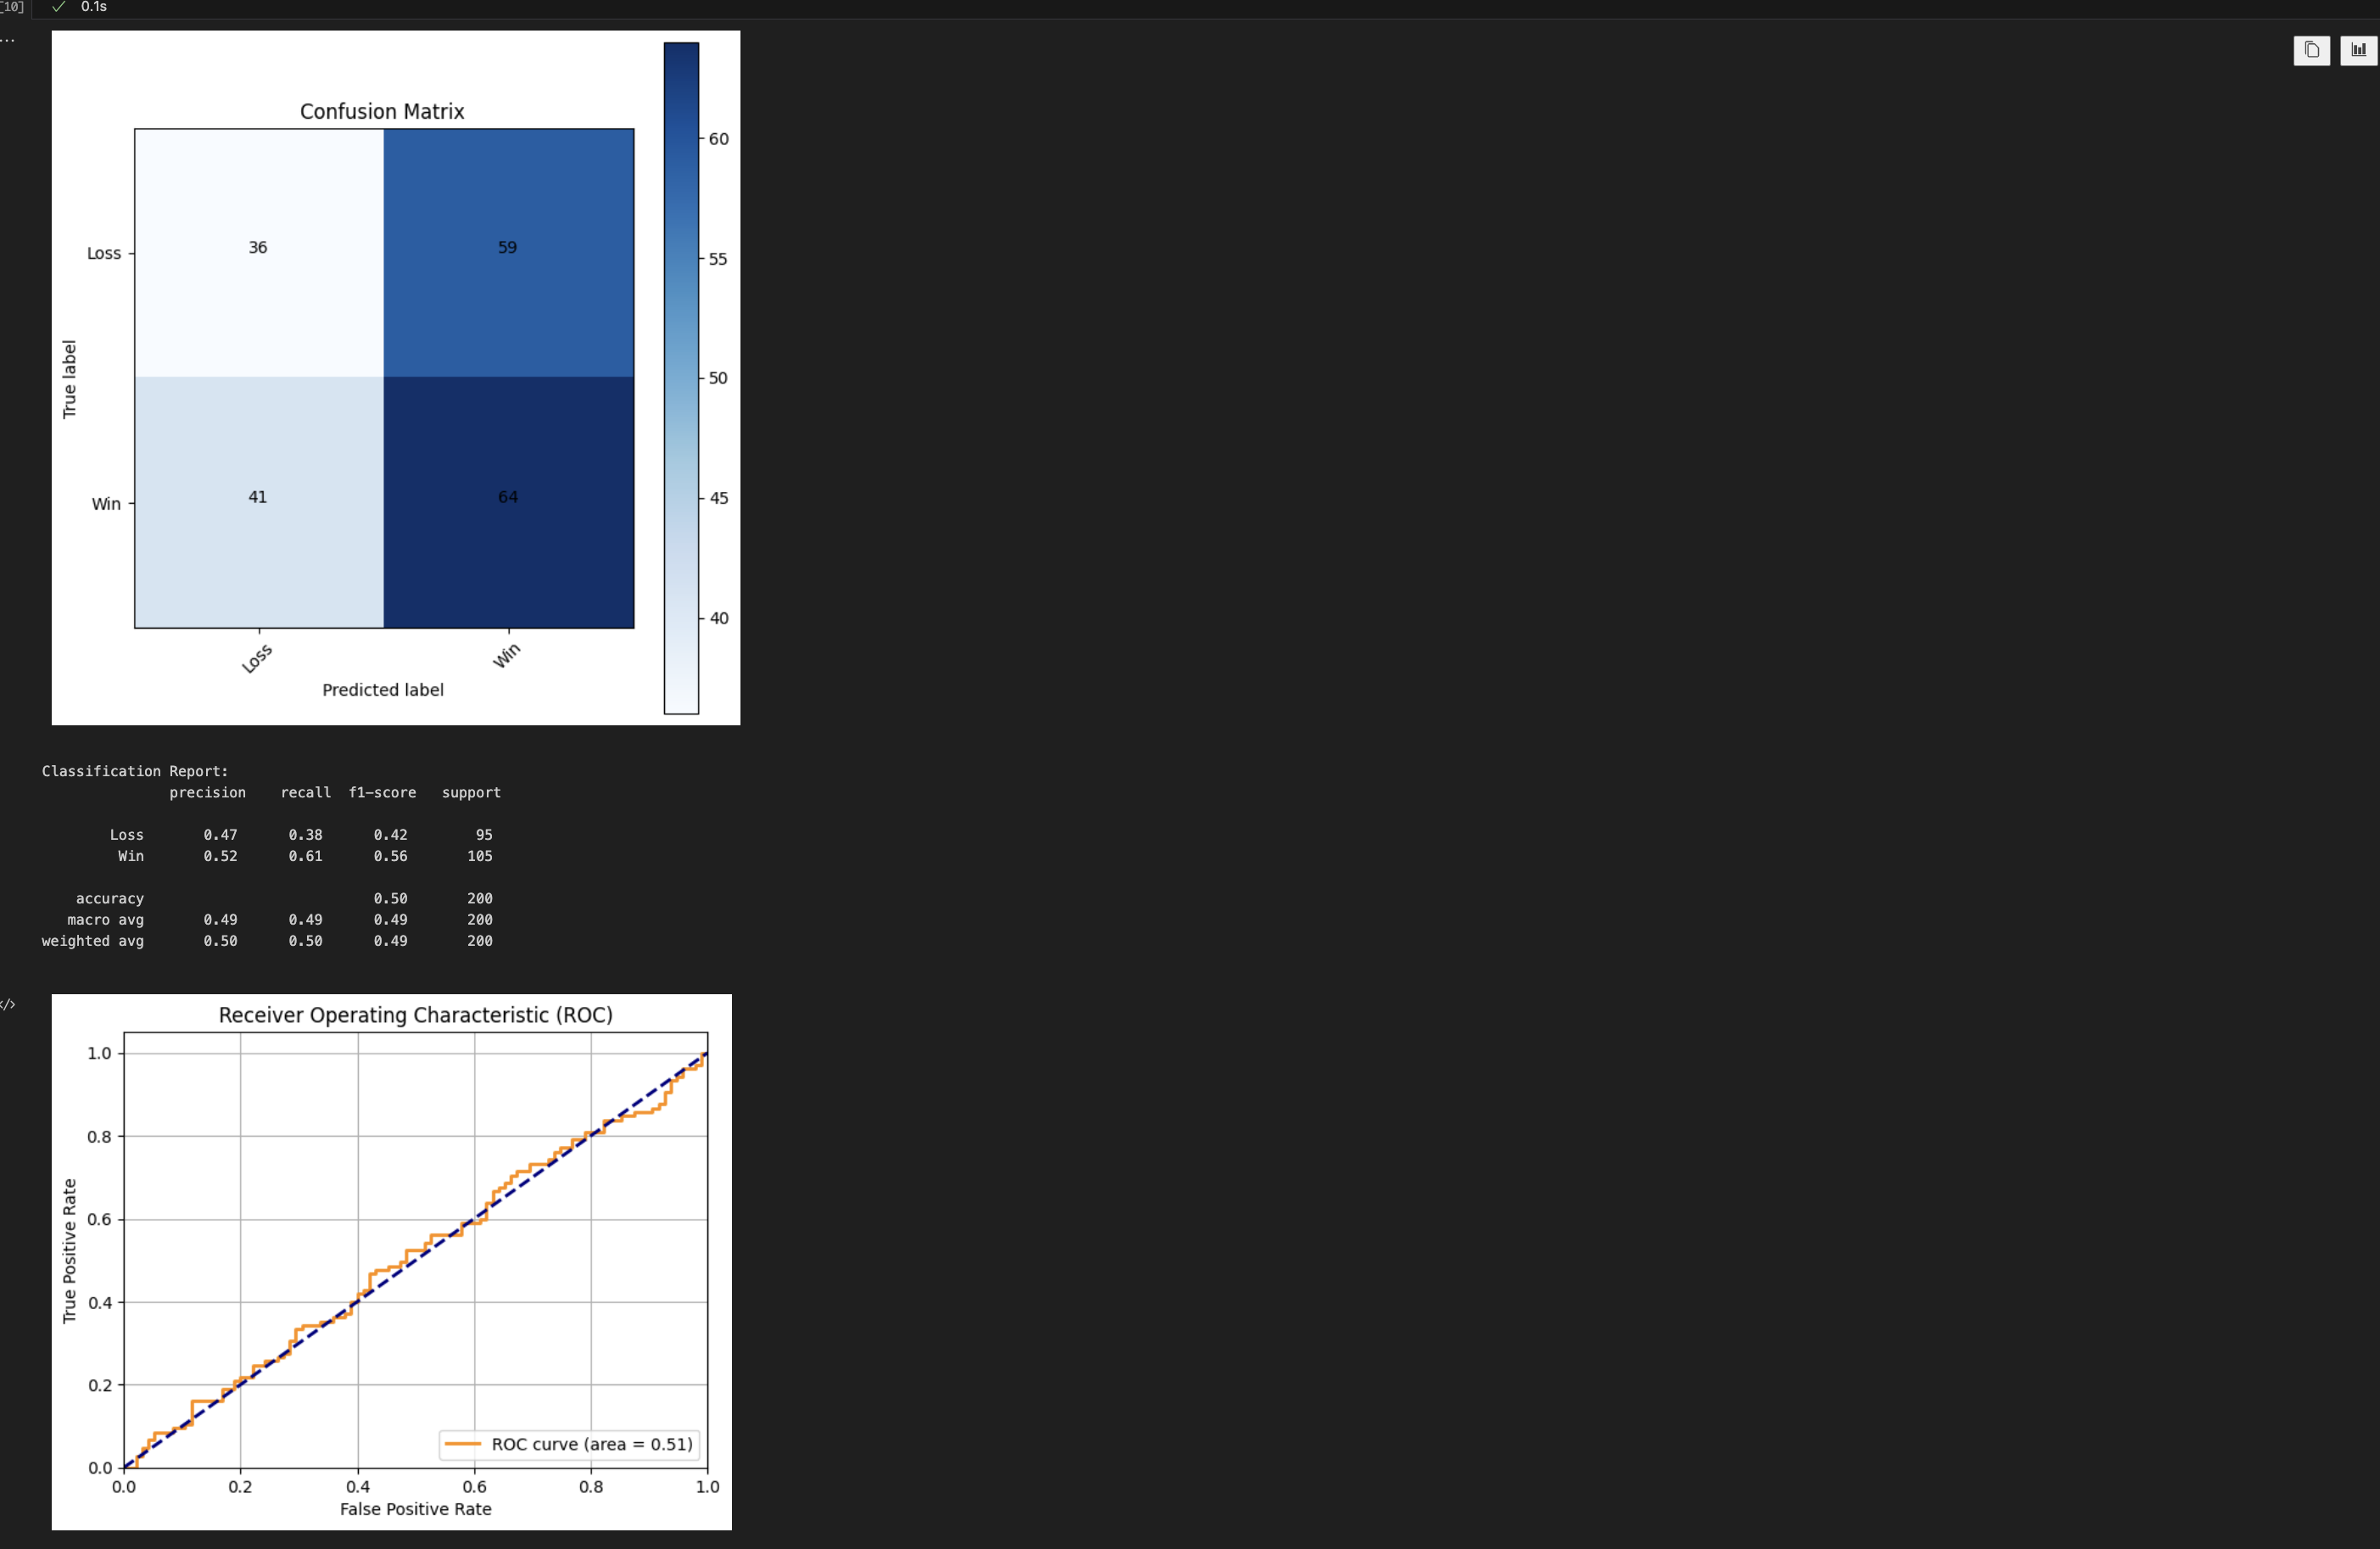 [10]
0.1s
...
Confusion Matrix
60
55
50
45
40
36
59
41
64
Loss
Win
True label
Loss
Win
Predicted label
...
Classification Report:
precision recall f1-score support
Loss 0.47 0.38 0.42 95
Win 0.52 0.61 0.56 105
accuracy 0.50 200
macro avg 0.49 0.49 0.49 200
weighted avg 0.50 0.50 0.49 200
</>
Receiver Operating Characteristic (ROC)
1.0
0.8
0.6
0.4
0.2
0.0
True Positive Rate
ROC curve (area = 0.51)
0.0 0.2 0.4 0.6 0.8 1.0
False Positive Rate